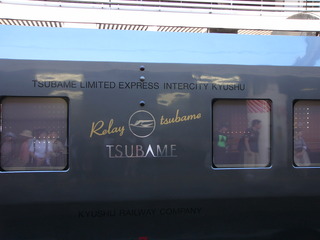 TSUBAME LIMITED EXPRESS INTERCITY KYUSHU
Relay tsubame
TSUBAME
KYUSHU RAILWAY COMPANY